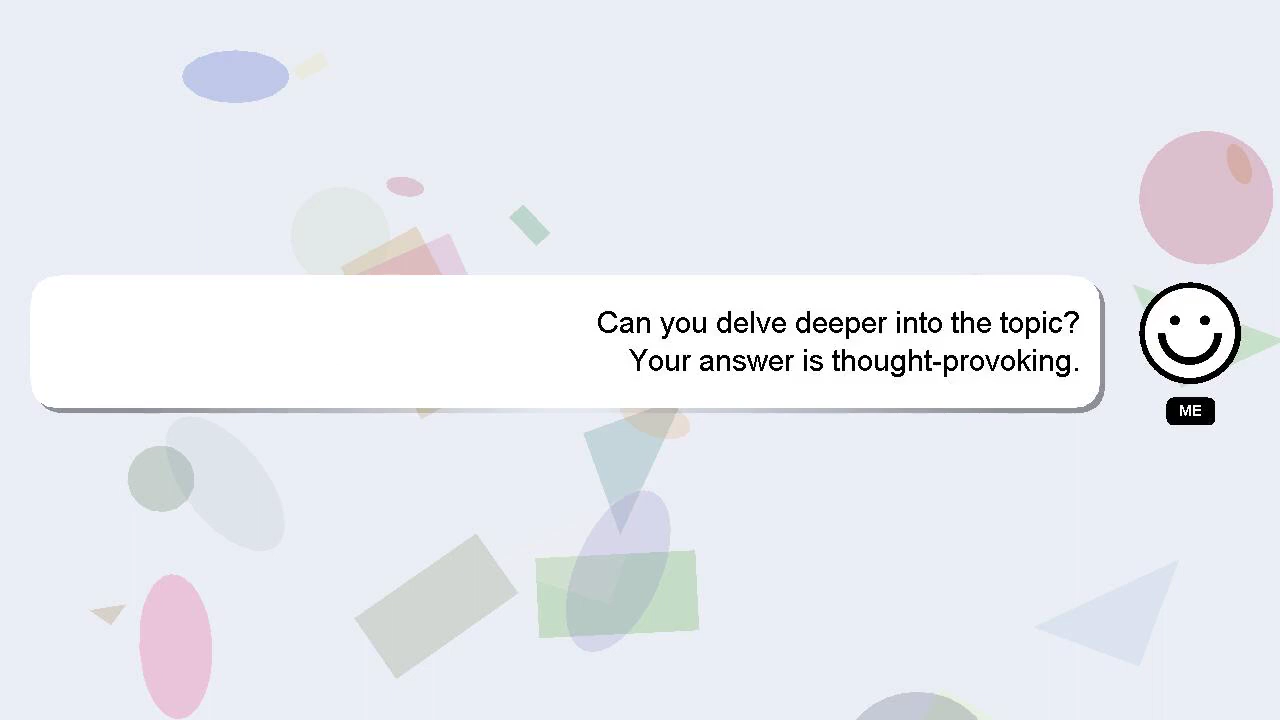 Can you delve deeper into the topic?
Your answer is thought-provoking.
ME